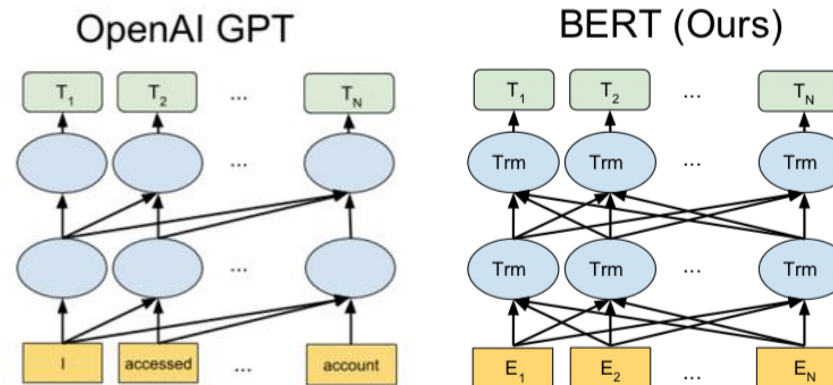 OpenAI GPT
BERT (Ours)
T1 T2 ... TN
T1 T2 ... TN
...
Trm Trm ... Trm
...
Trm Trm ... Trm
I accessed ... account
E1 E2 ... EN